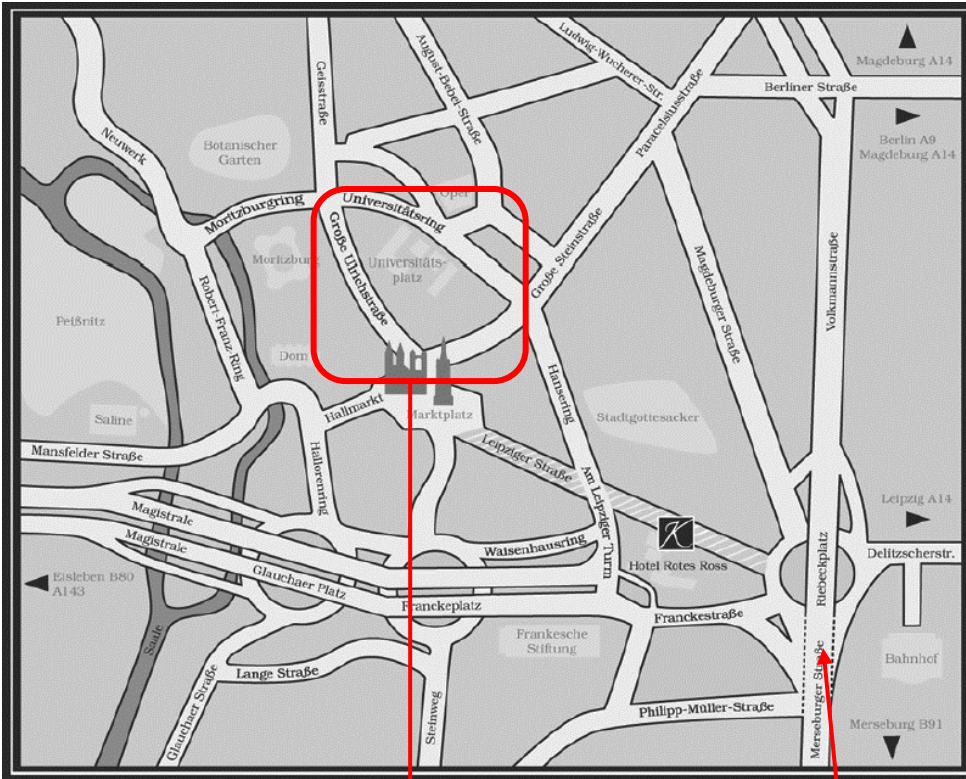 Ludwig-Wucherer-Str.
Magdeburg A14
Geisstraße
August-Bebel-Straße
Berliner Straße
Paracelsusstraße
Neuwerk
Botanischer
Garten
Berlin A9
Magdeburg A14
Oper
Moritzburgring
Universitätsring
Große Ulrichstraße
Große Steinstraße
Moritzburg
Universitäts-
platz
Magdeburger Straße
Volkmannstraße
Peißnitz
Robert-Franz-Ring
Dom
Hansering
Hallmarkt
Marktplatz
Stadtgottesacker
Saline
Mansfelder Straße
Hallorenring
Leipziger Straße
Am Leipziger Turm
Leipzig A14
Magistrale
Magistrale
Waisenhausring
K
Hotel Rotes Ross
Riebeckplatz
Delitzscherstr.
Eisleben B80
A143
Glauchaer Platz
Franckeplatz
Franckestraße
Saale
Frankesche
Stiftung
Bahnhof
Lange Straße
Glauchaer Straße
Steinweg
Philipp-Müller-Straße
Merseburger Straße
Merseburg B91